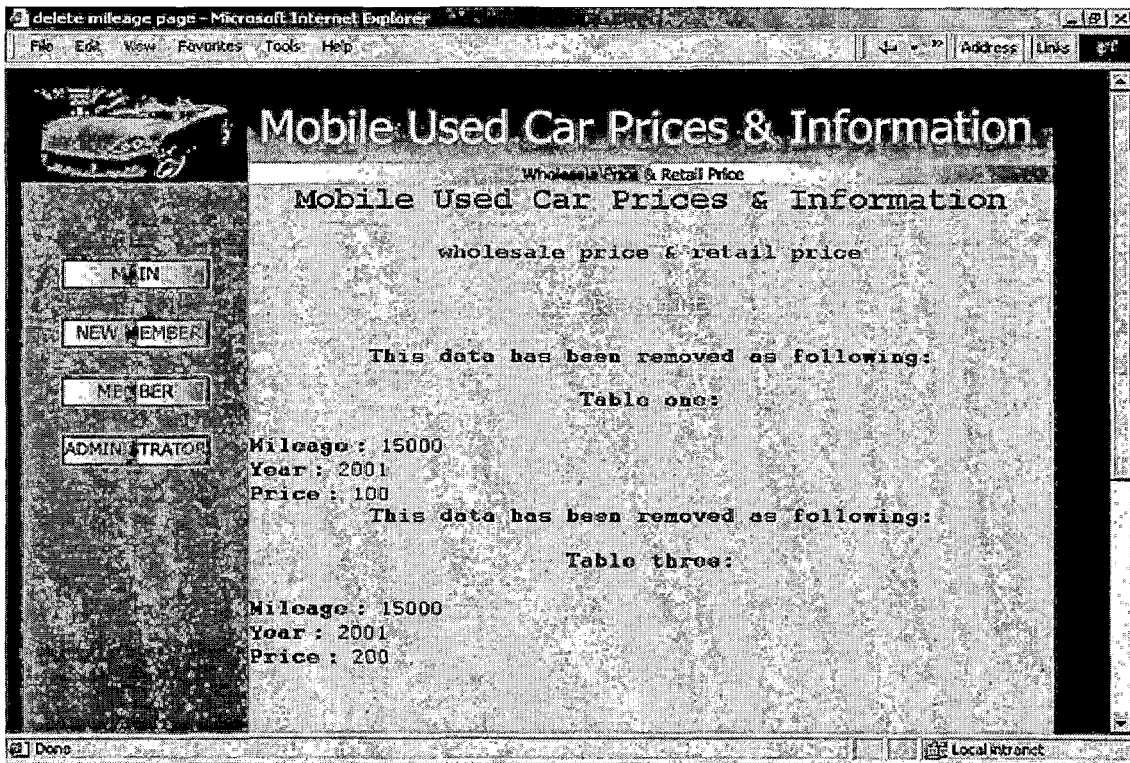 delete mileage page - Microsoft Internet Explorer
File Edit View Favorites Tools Help
Address Links
Mobile Used Car Prices & Information
Wholesale Price & Retail Price
Mobile Used Car Prices & Information
wholesale price & retail price
MAIN
NEW MEMBER
MEMBER
ADMINISTRATOR
This data has been removed as following:
Table one:
Mileage : 15000
Year : 2001
Price : 100
This data has been removed as following:
Table three:
Mileage : 15000
Year : 2001
Price : 200
Done
Local intranet